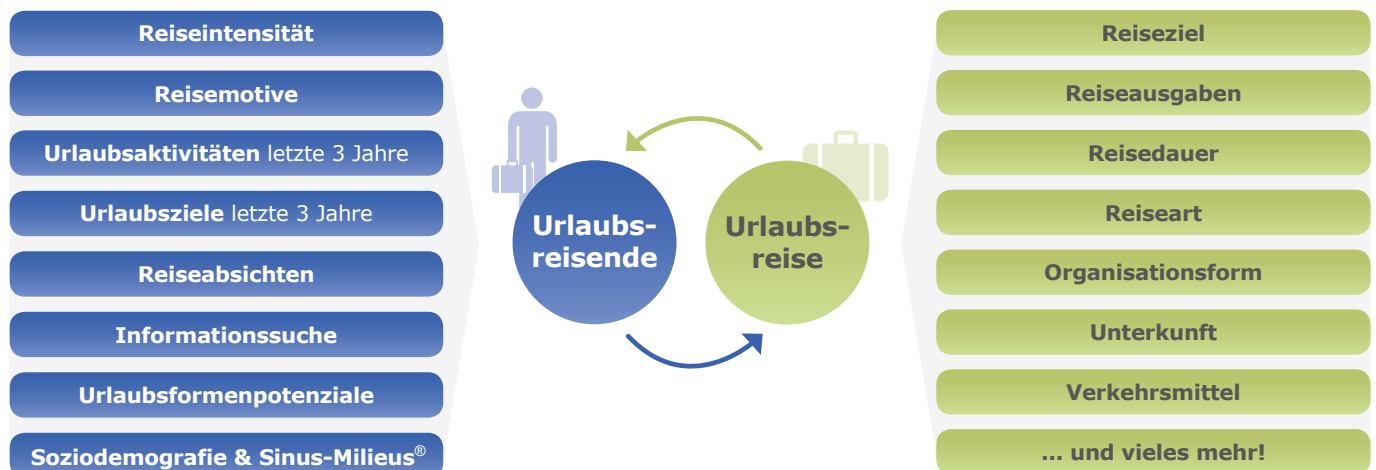 Reiseintensität
Reisemotive
Urlaubsaktivitäten letzte 3 Jahre
Urlaubsziele letzte 3 Jahre
Reiseabsichten
Informationssuche
Urlaubsformenpotenziale
Soziodemografie & Sinus-Milieus®
Urlaubs-
reisende
Urlaubs-
reise
Reiseziel
Reiseausgaben
Reisedauer
Reiseart
Organisationsform
Unterkunft
Verkehrsmittel
... und vieles mehr!